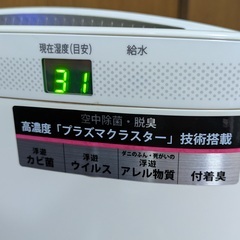 現在湿度(目安)
給水
31
空中除菌・脱臭
高濃度「プラズマクラスター」技術搭載
浮遊
カビ菌
浮遊
ウイルス
ダニのふん・死がいの
浮遊
アレル物質
付着臭